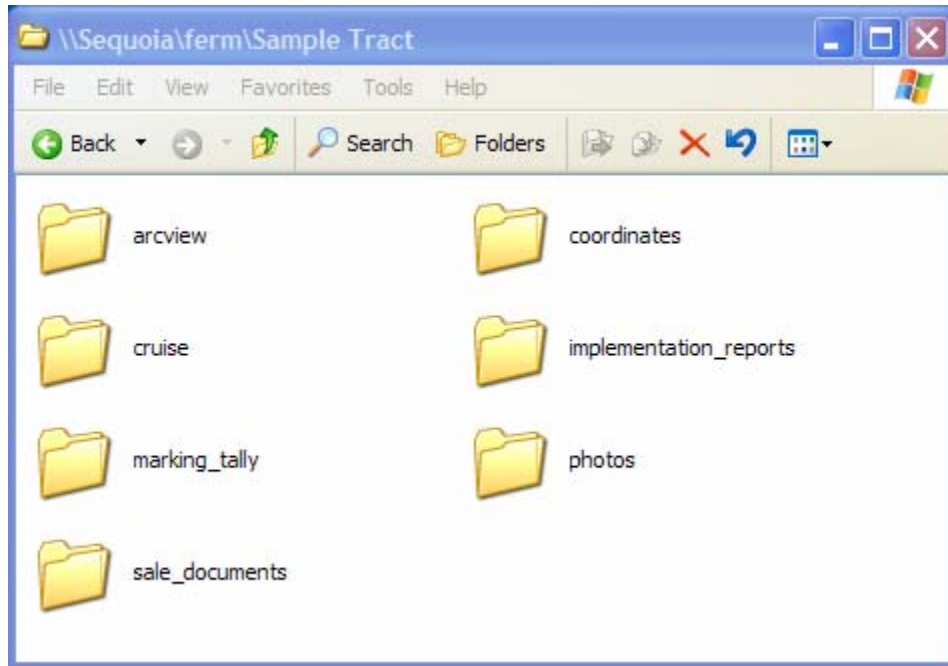 \\Sequoia\ferm\Sample Tract
File Edit View Favorites Tools Help
Back Search Folders
arcview coordinates
cruise implementation_reports
marking_tally photos
sale_documents